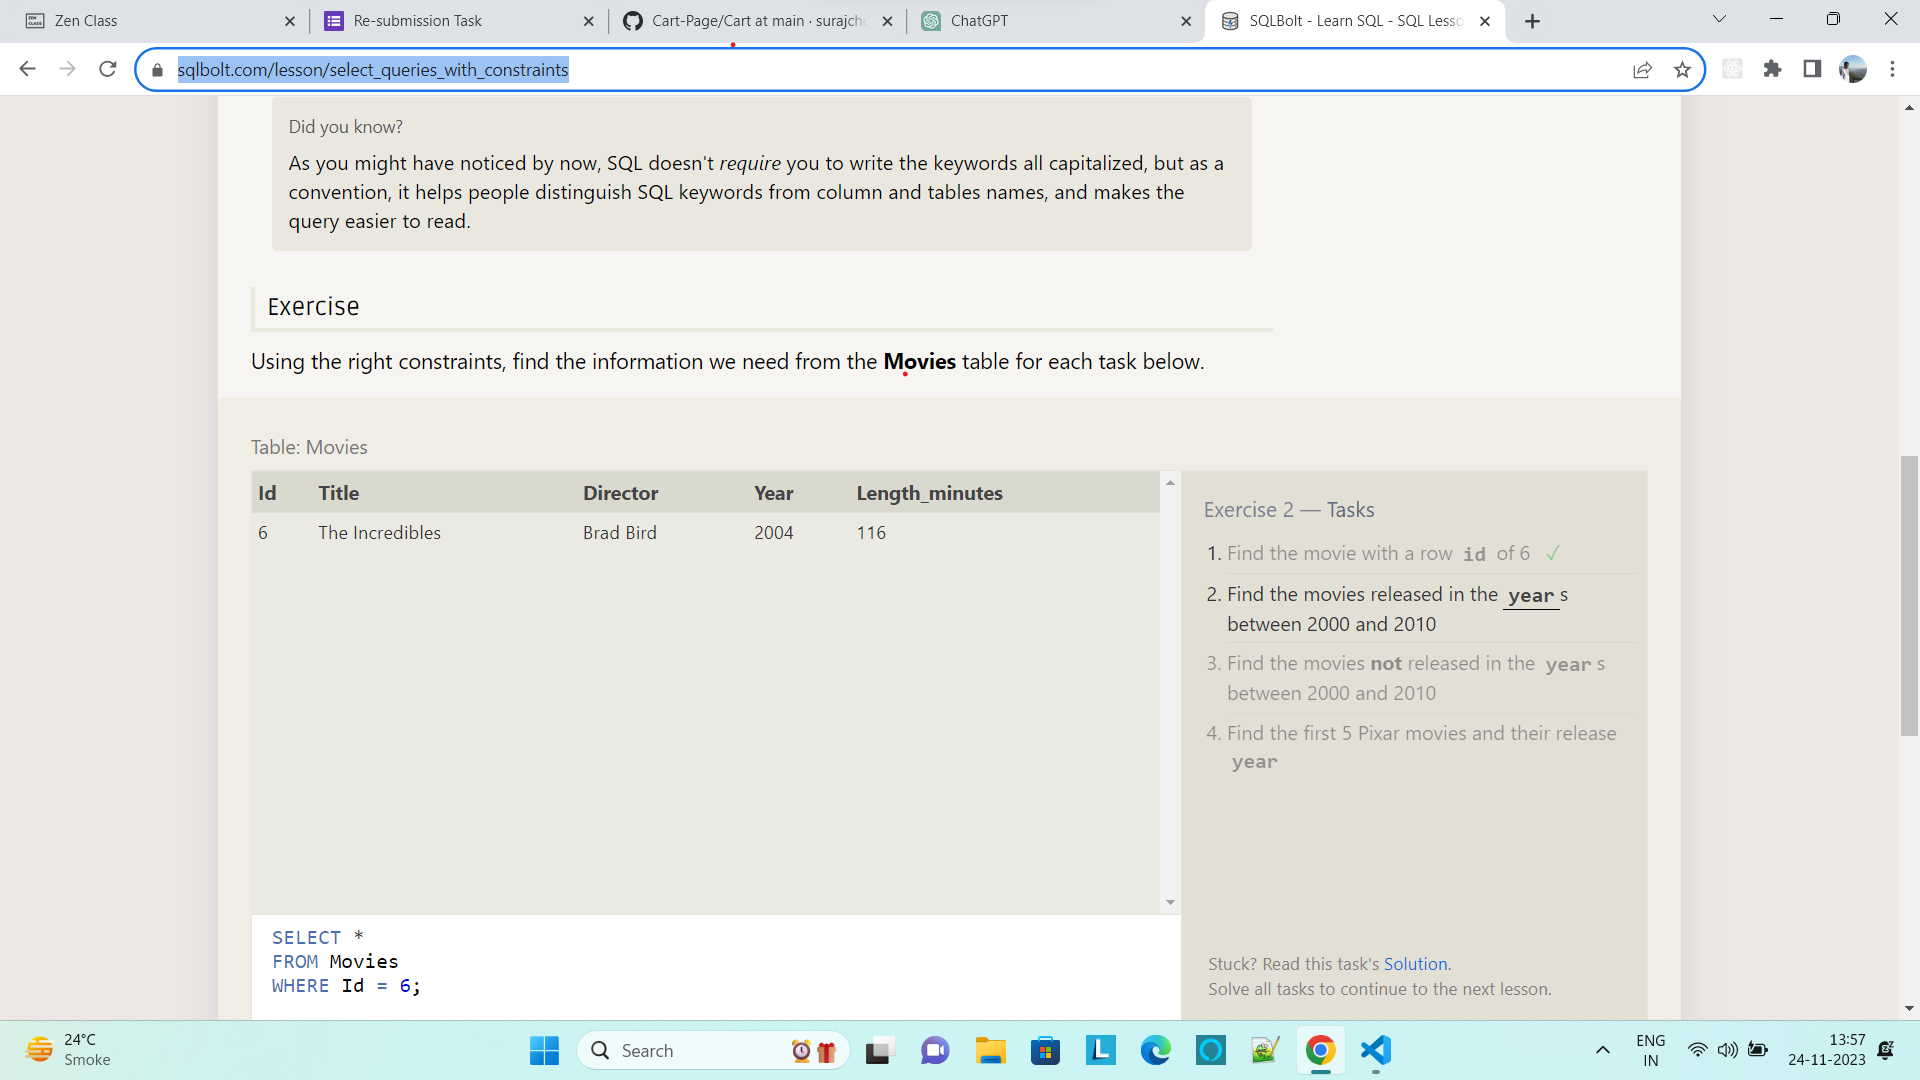 Zen Class
Re-submission Task
Cart-Page/Cart at main · surajch
ChatGPT
SQLBolt - Learn SQL - SQL Lesso
sqlbolt.com/lesson/select_queries_with_constraints
Did you know?
As you might have noticed by now, SQL doesn't require you to write the keywords all capitalized, but as a
convention, it helps people distinguish SQL keywords from column and tables names, and makes the
query easier to read.
Exercise
Using the right constraints, find the information we need from the Movies table for each task below.
Table: Movies
Id Title Director Year Length_minutes
6 The Incredibles Brad Bird 2004 116
Exercise 2 — Tasks
1. Find the movie with a row id of 6 ✓
2. Find the movies released in the year s
between 2000 and 2010
3. Find the movies not released in the year s
between 2000 and 2010
4. Find the first 5 Pixar movies and their release
year
SELECT *
FROM Movies
WHERE Id = 6;
Stuck? Read this task's Solution.
Solve all tasks to continue to the next lesson.
24°C
Smoke
Search
L
ENG
IN
13:57
24-11-2023